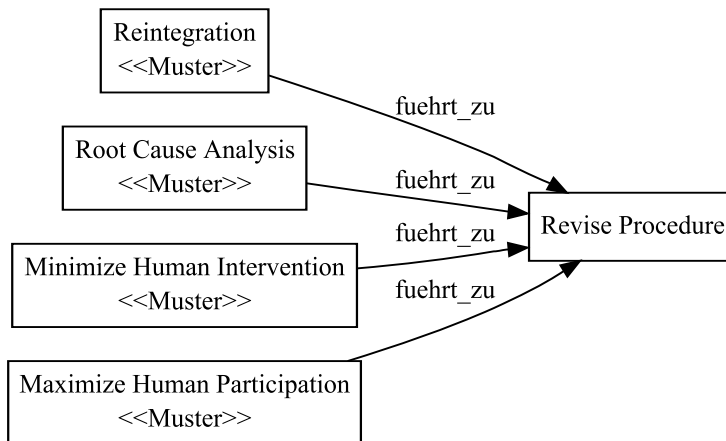 Reintegration
<<Muster>>
fuehrt_zu
Root Cause Analysis
<<Muster>>
fuehrt_zu
Revise Procedure
fuehrt_zu
Minimize Human Intervention
<<Muster>>
fuehrt_zu
Maximize Human Participation
<<Muster>>